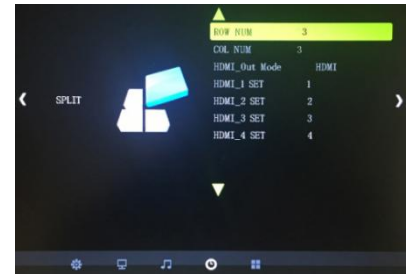 ROW NUM 3
COL NUM 3
SPLIT
HDMI_Out Mode HDMI
HDMI_1 SET 1
HDMI_2 SET 2
HDMI_3 SET 3
HDMI_4 SET 4